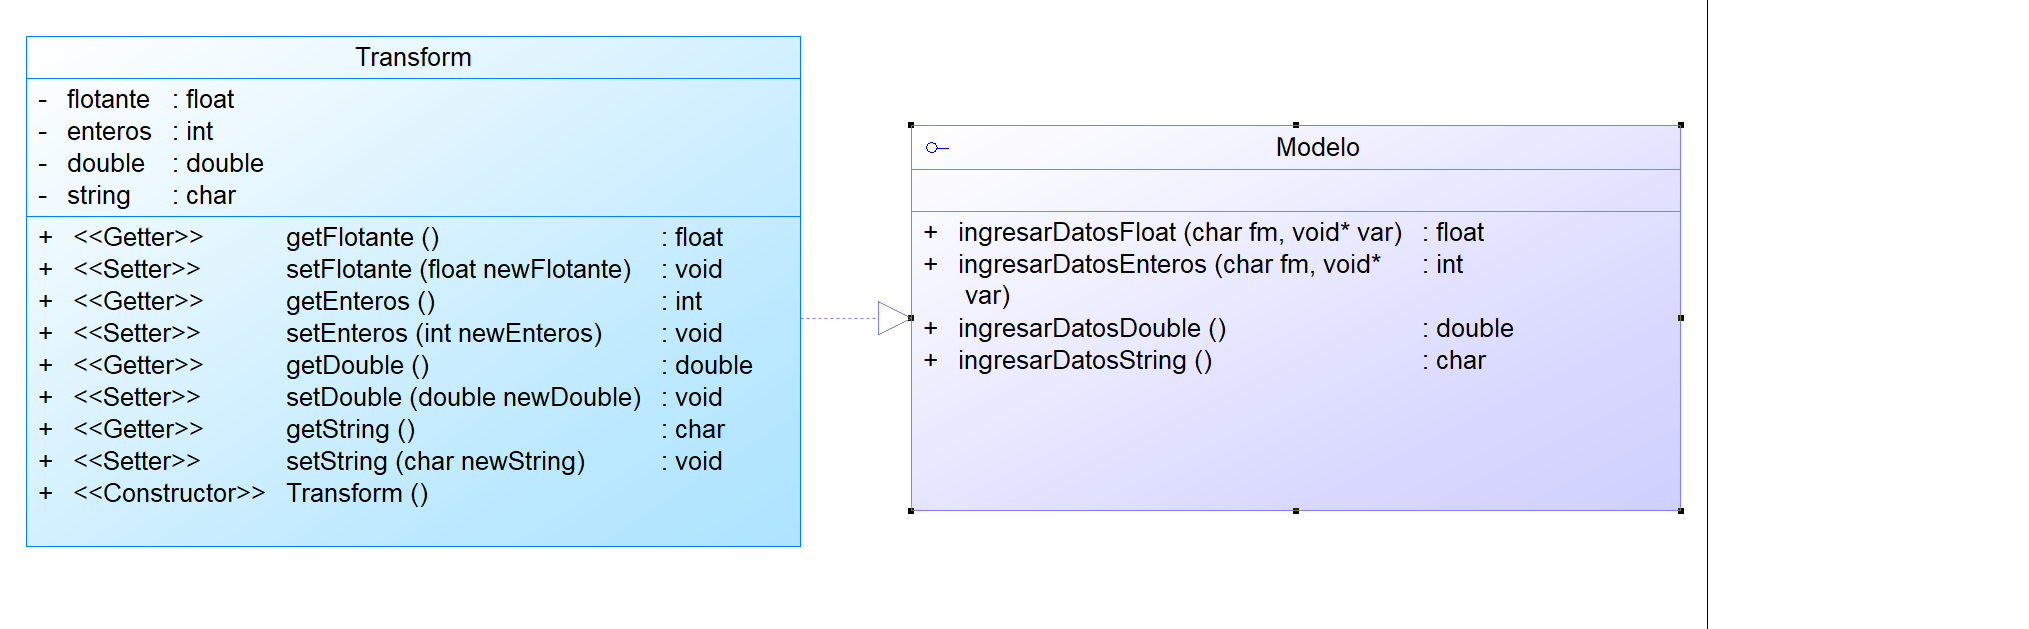 Transform
- flotante : float
- enteros : int
- double : double
- string : char
+ <<Getter>> getFlotante () : float
+ <<Setter>> setFlotante (float newFlotante) : void
+ <<Getter>> getEnteros () : int
+ <<Setter>> setEnteros (int newEnteros) : void
+ <<Getter>> getDouble () : double
+ <<Setter>> setDouble (double newDouble) : void
+ <<Getter>> getString () : char
+ <<Setter>> setString (char newString) : void
+ <<Constructor>> Transform ()
Modelo
+ ingresarDatosFloat (char fm, void* var) : float
+ ingresarDatosEnteros (char fm, void* : int
var)
+ ingresarDatosDouble () : double
+ ingresarDatosString () : char